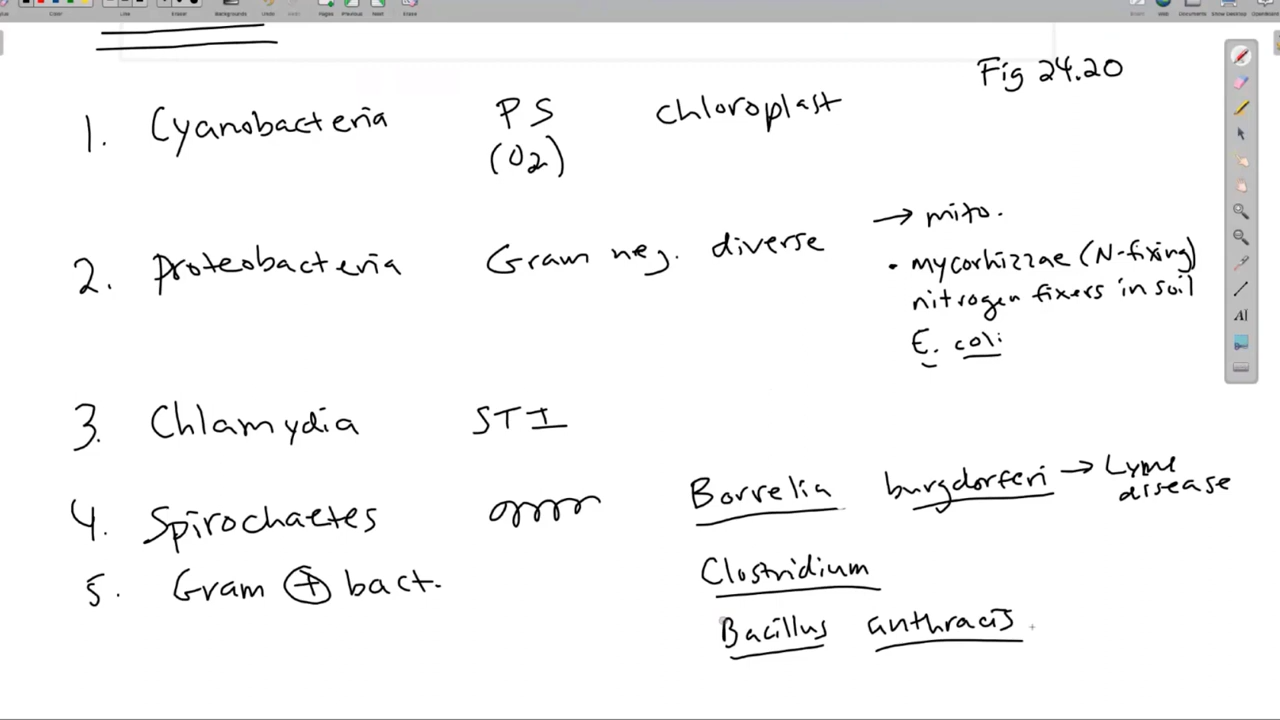 Fig 24.20
1. Cyanobacteria PS chloroplast
(O2)
→ mito.
2. Proteobacteria Gram neg. diverse
• mycorhizzae (N-fixing)
nitrogen fixers in soil
E. coli
3. Chlamydia STI
4. Spirochaetes Borrelia burgdorferi → Lyme
disease
Clostridium
5. Gram + bact.
Bacillus anthracis